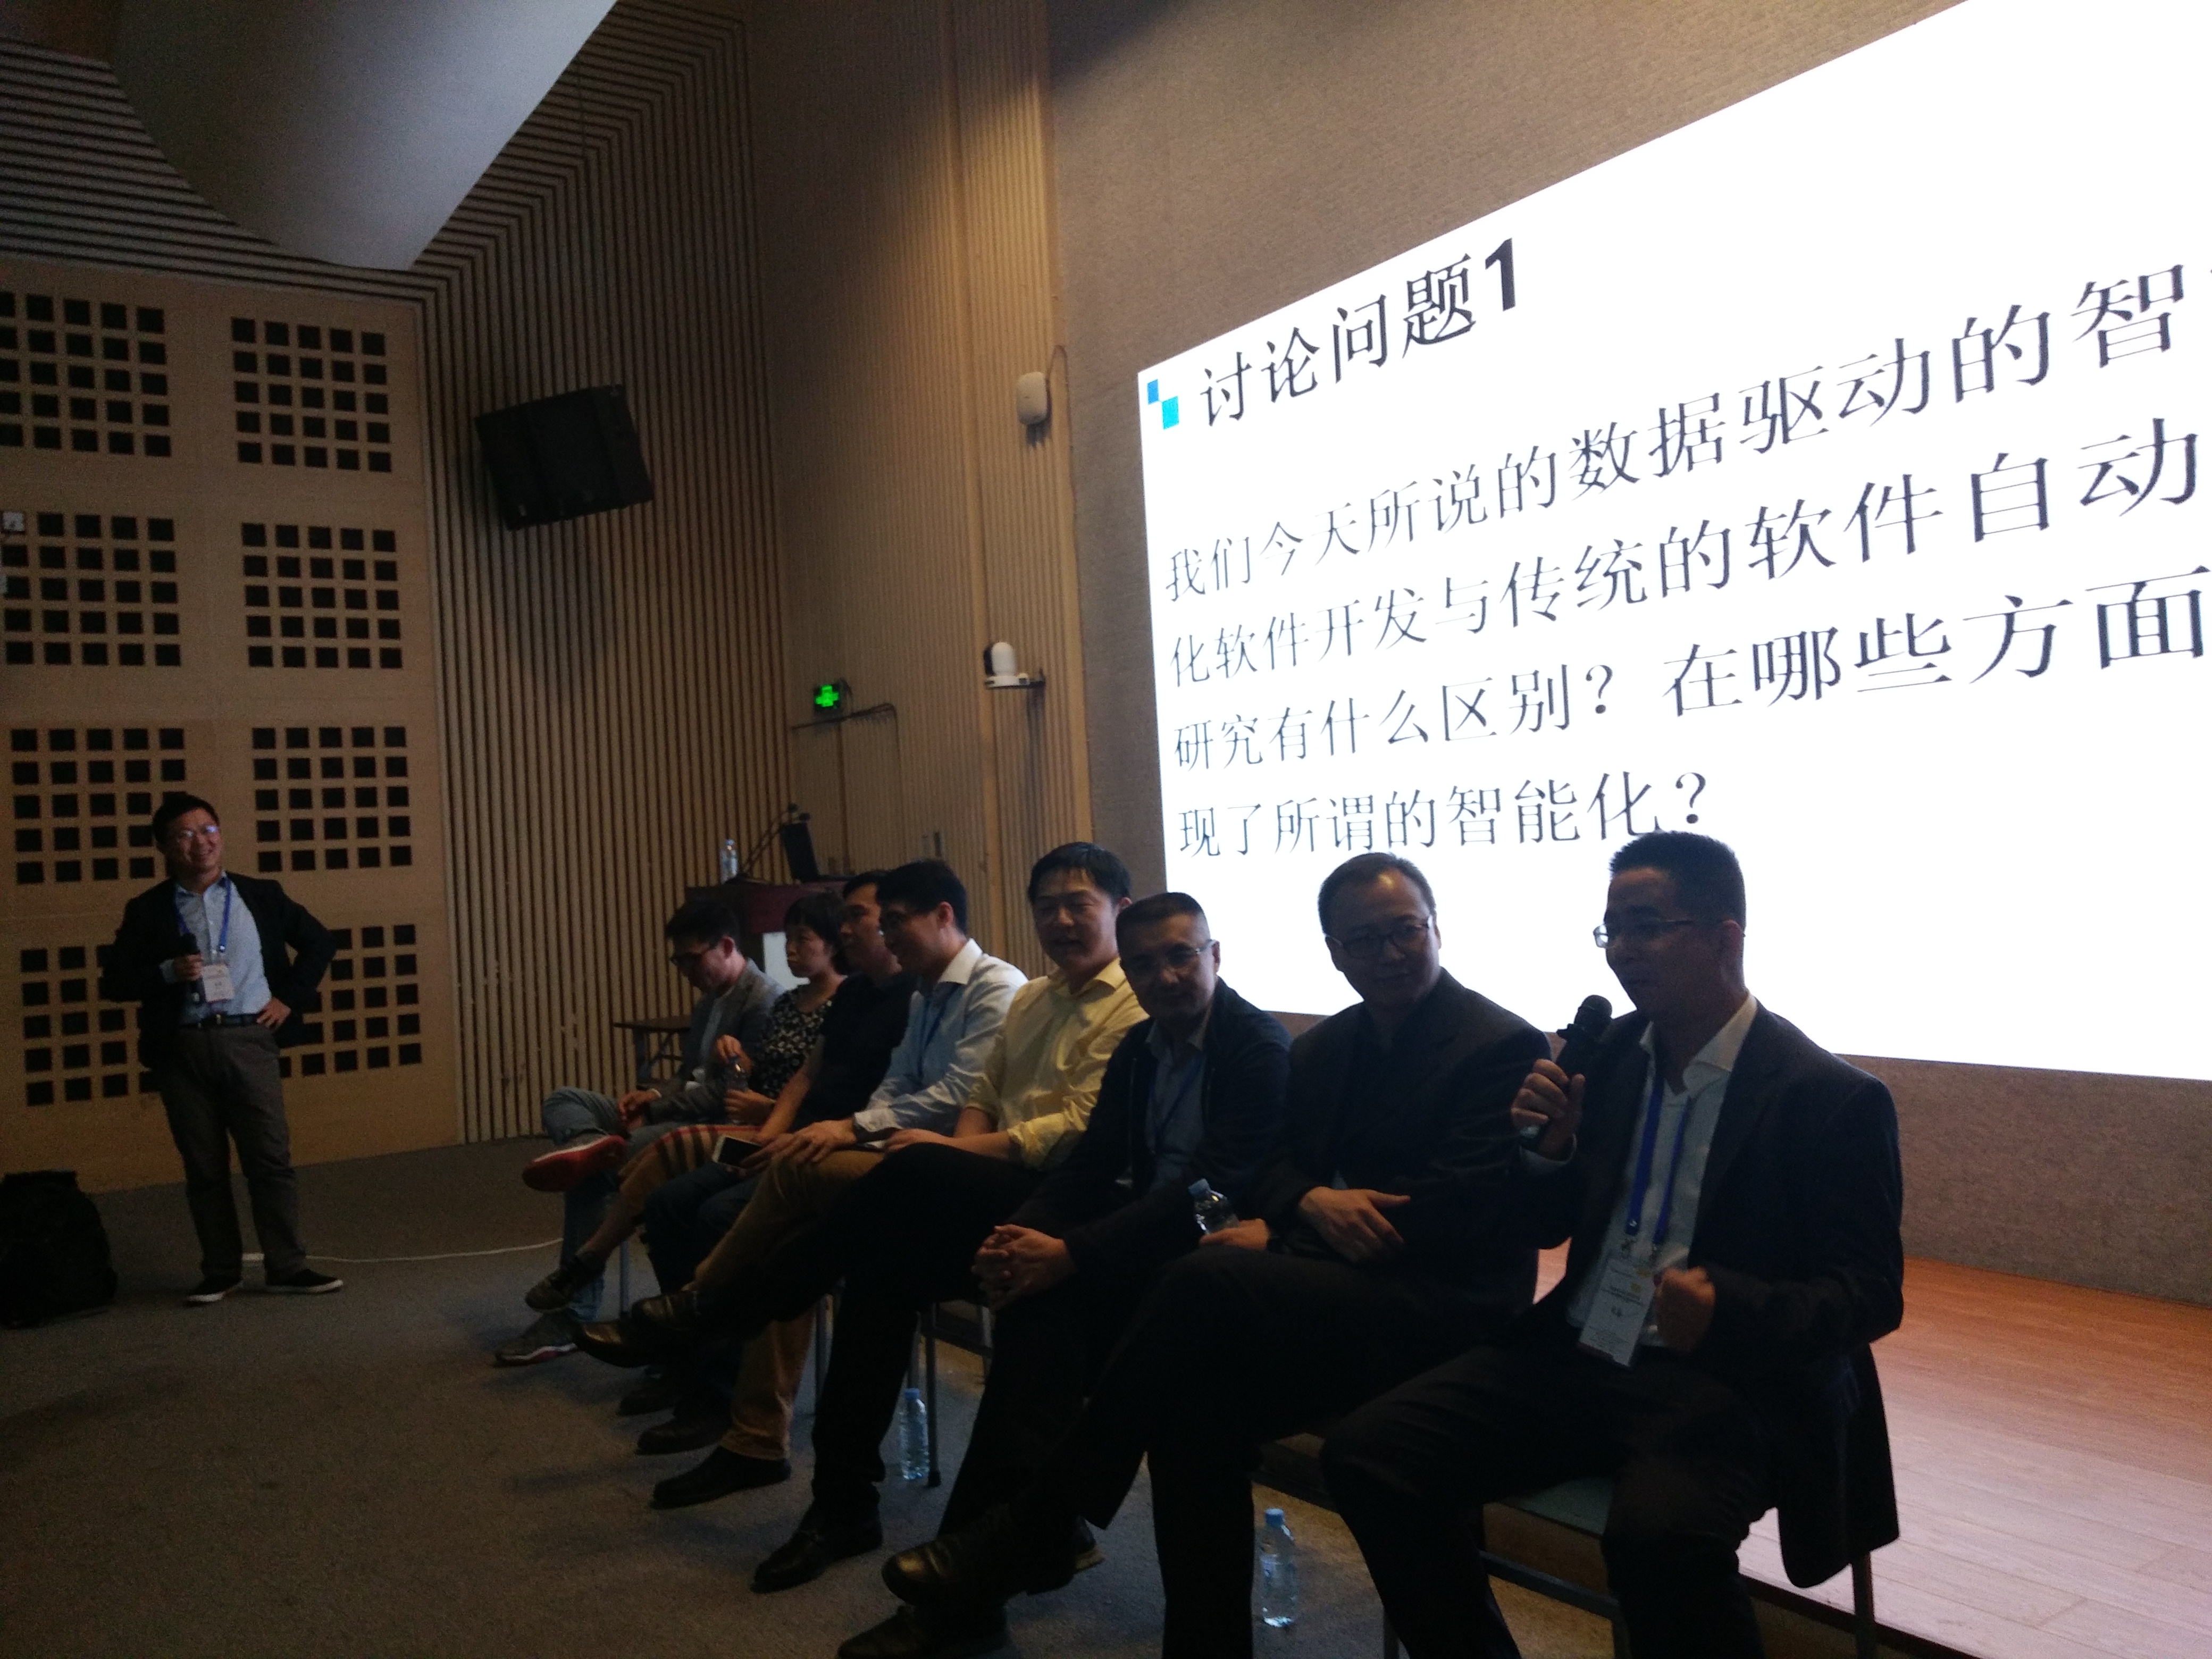 讨论问题1
我们今天所说的数据驱动的智
化软件开发与传统的软件自动
研究有什么区别？在哪些方面
现了所谓的智能化？